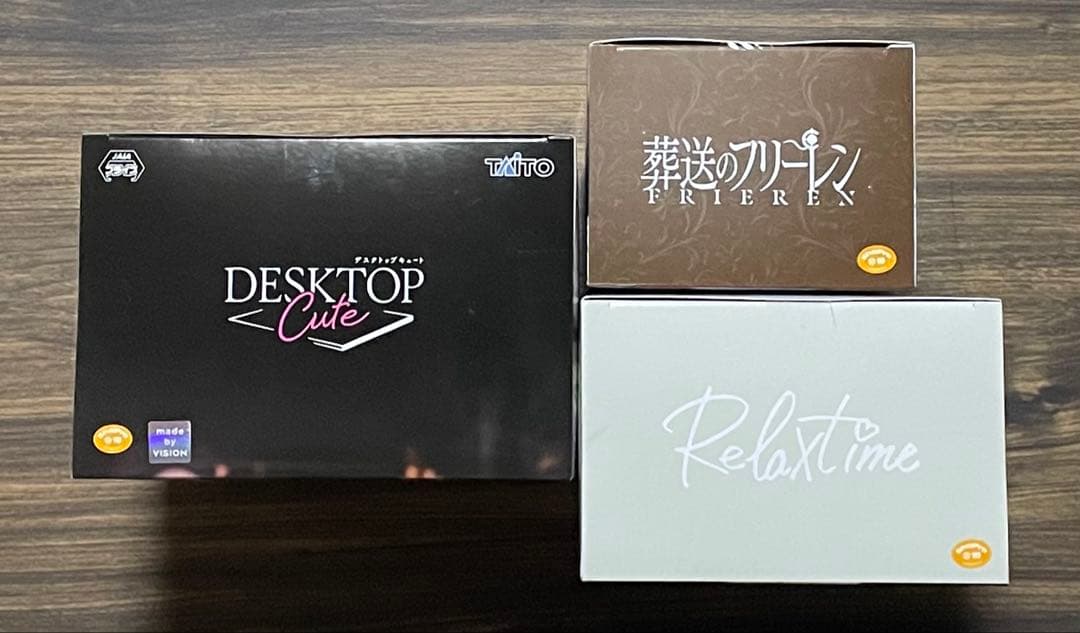 JAIA
TAITO
デスクトップキュート
DESKTOP
Cute
made
by
VISION
葬送のフリーレン
FRIEREN
Relaxtime